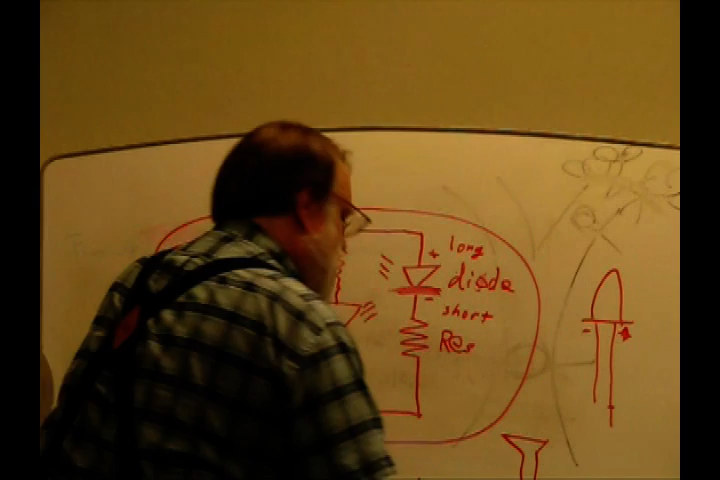 long
+
diode
-
short
Res
-
+